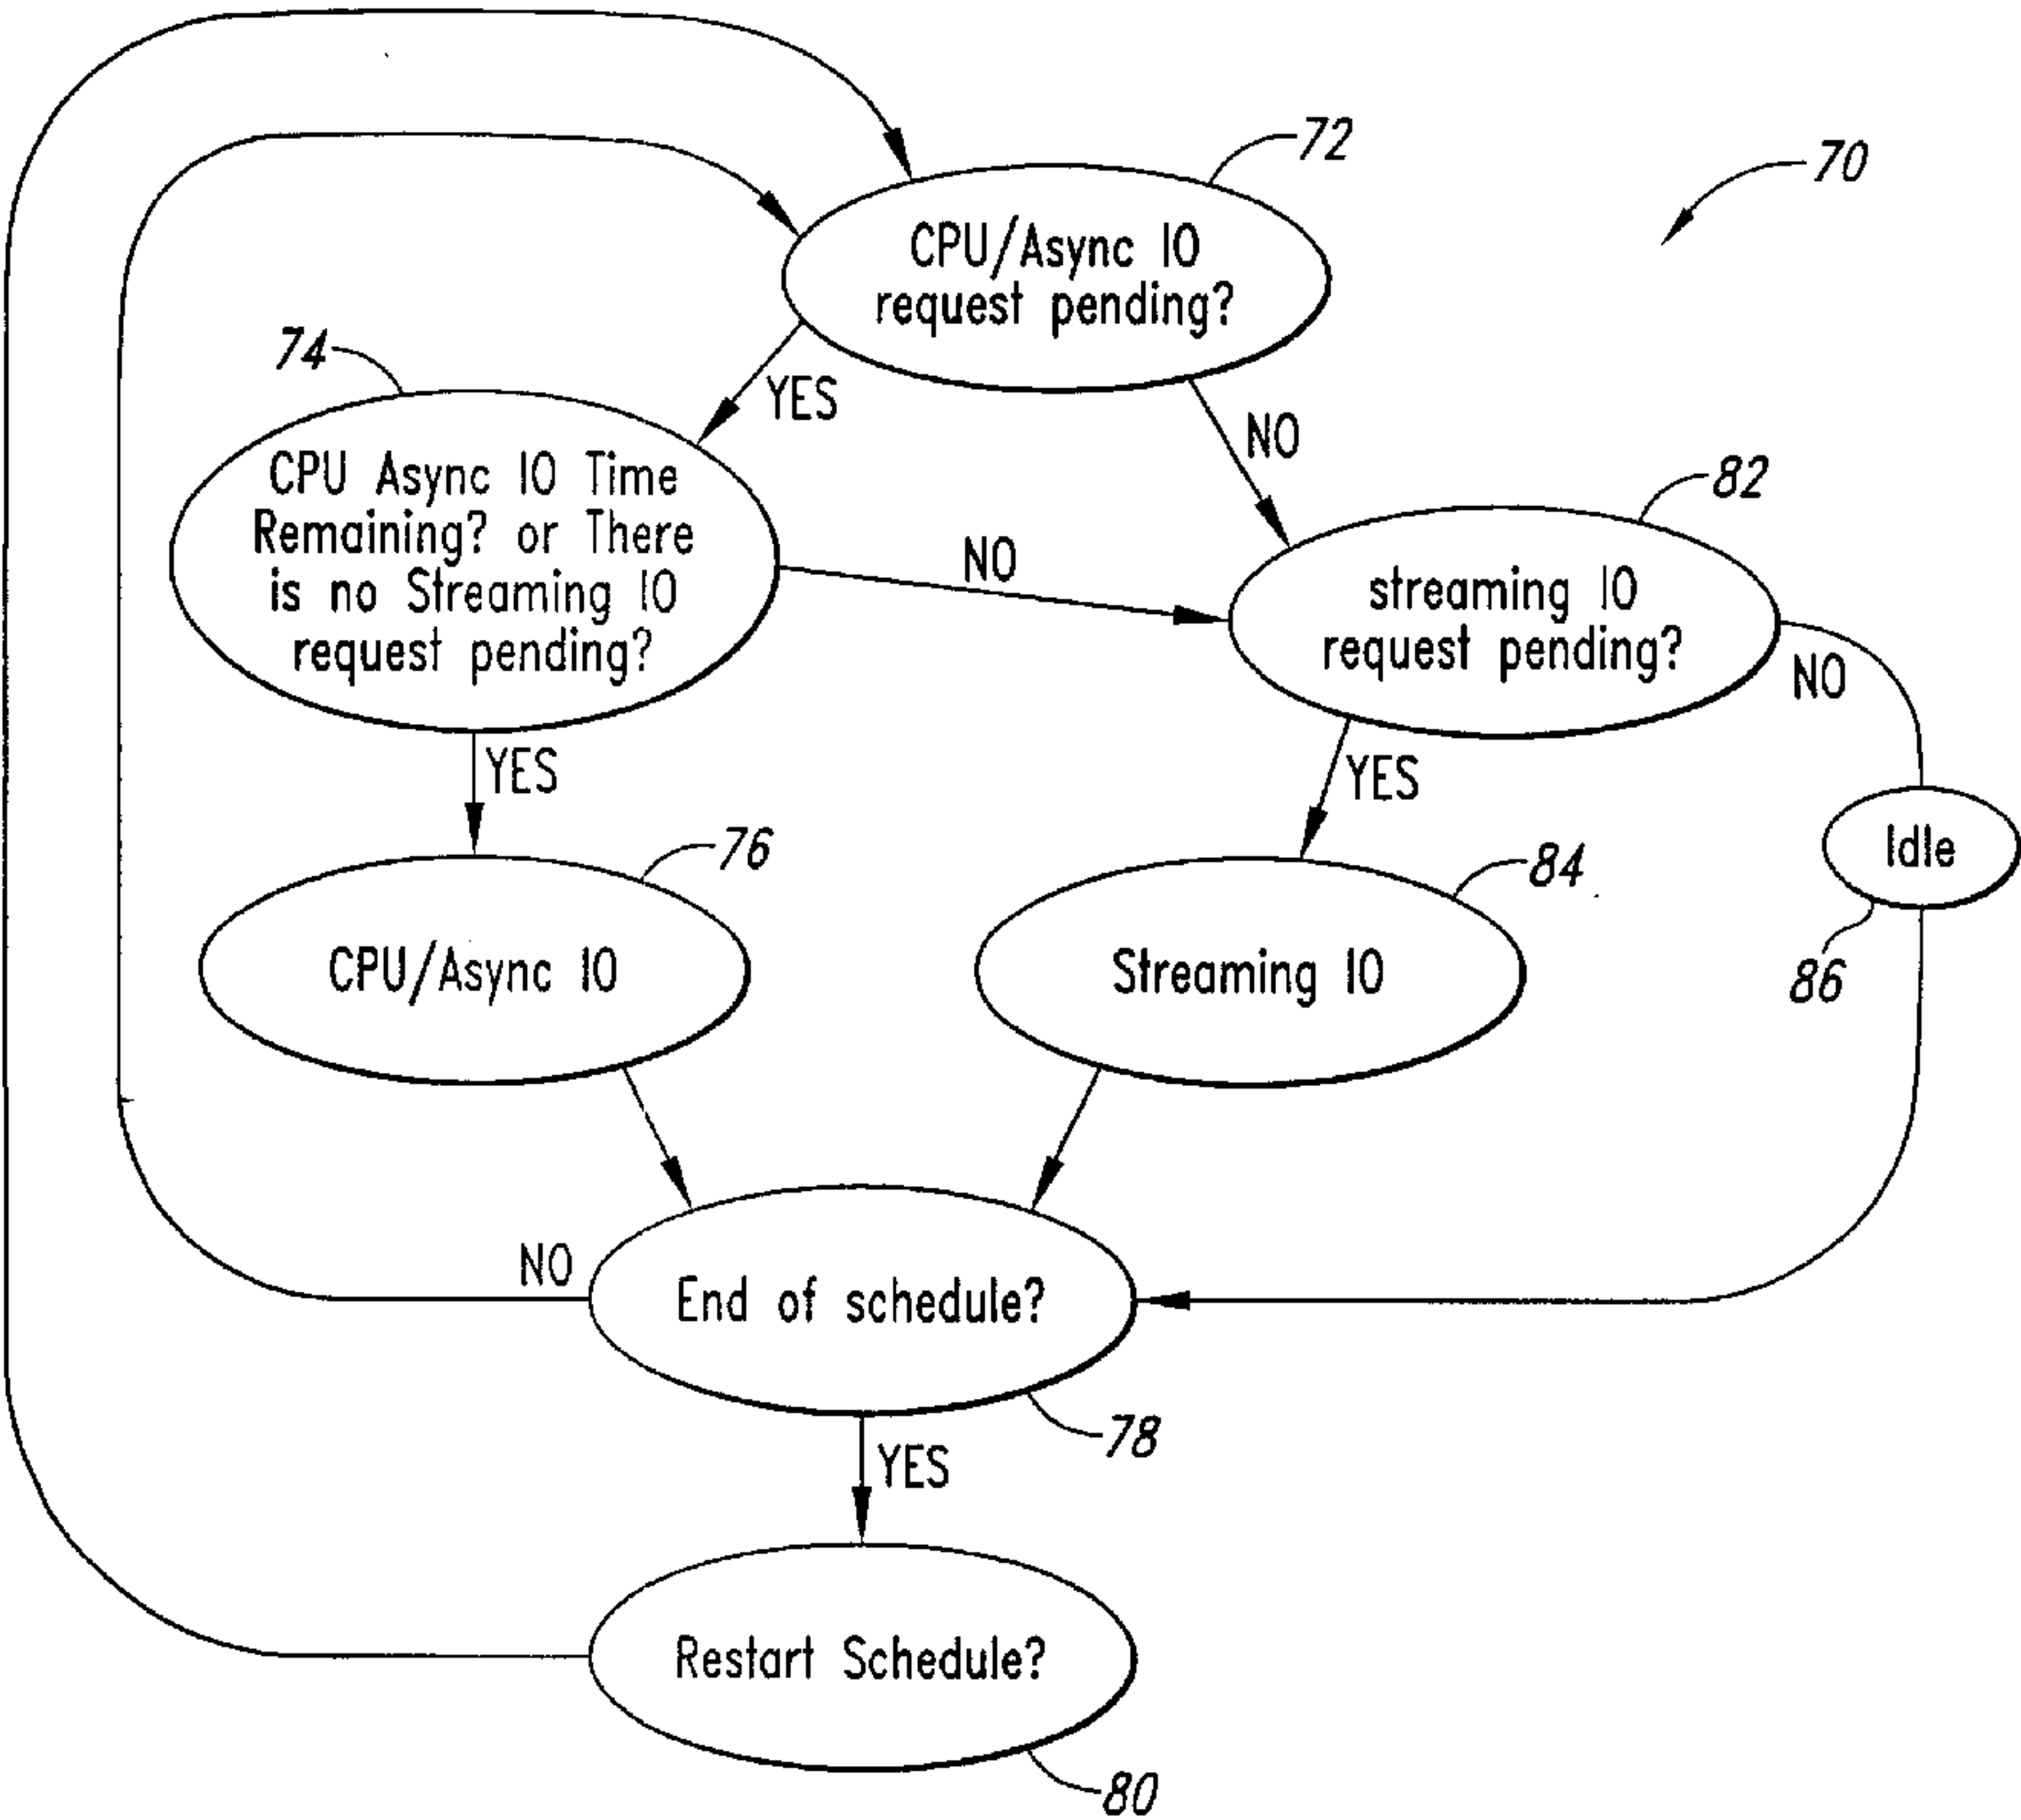 72
70
CPU/Async IO
request pending?
74
YES
NO
CPU Async IO Time
Remaining? or There
is no Streaming IO
request pending?
82
NO
streaming IO
request pending?
NO
YES
YES
76
84
Idle
CPU/Async IO
Streaming IO
86
NO
End of schedule?
78
YES
Restart Schedule?
80